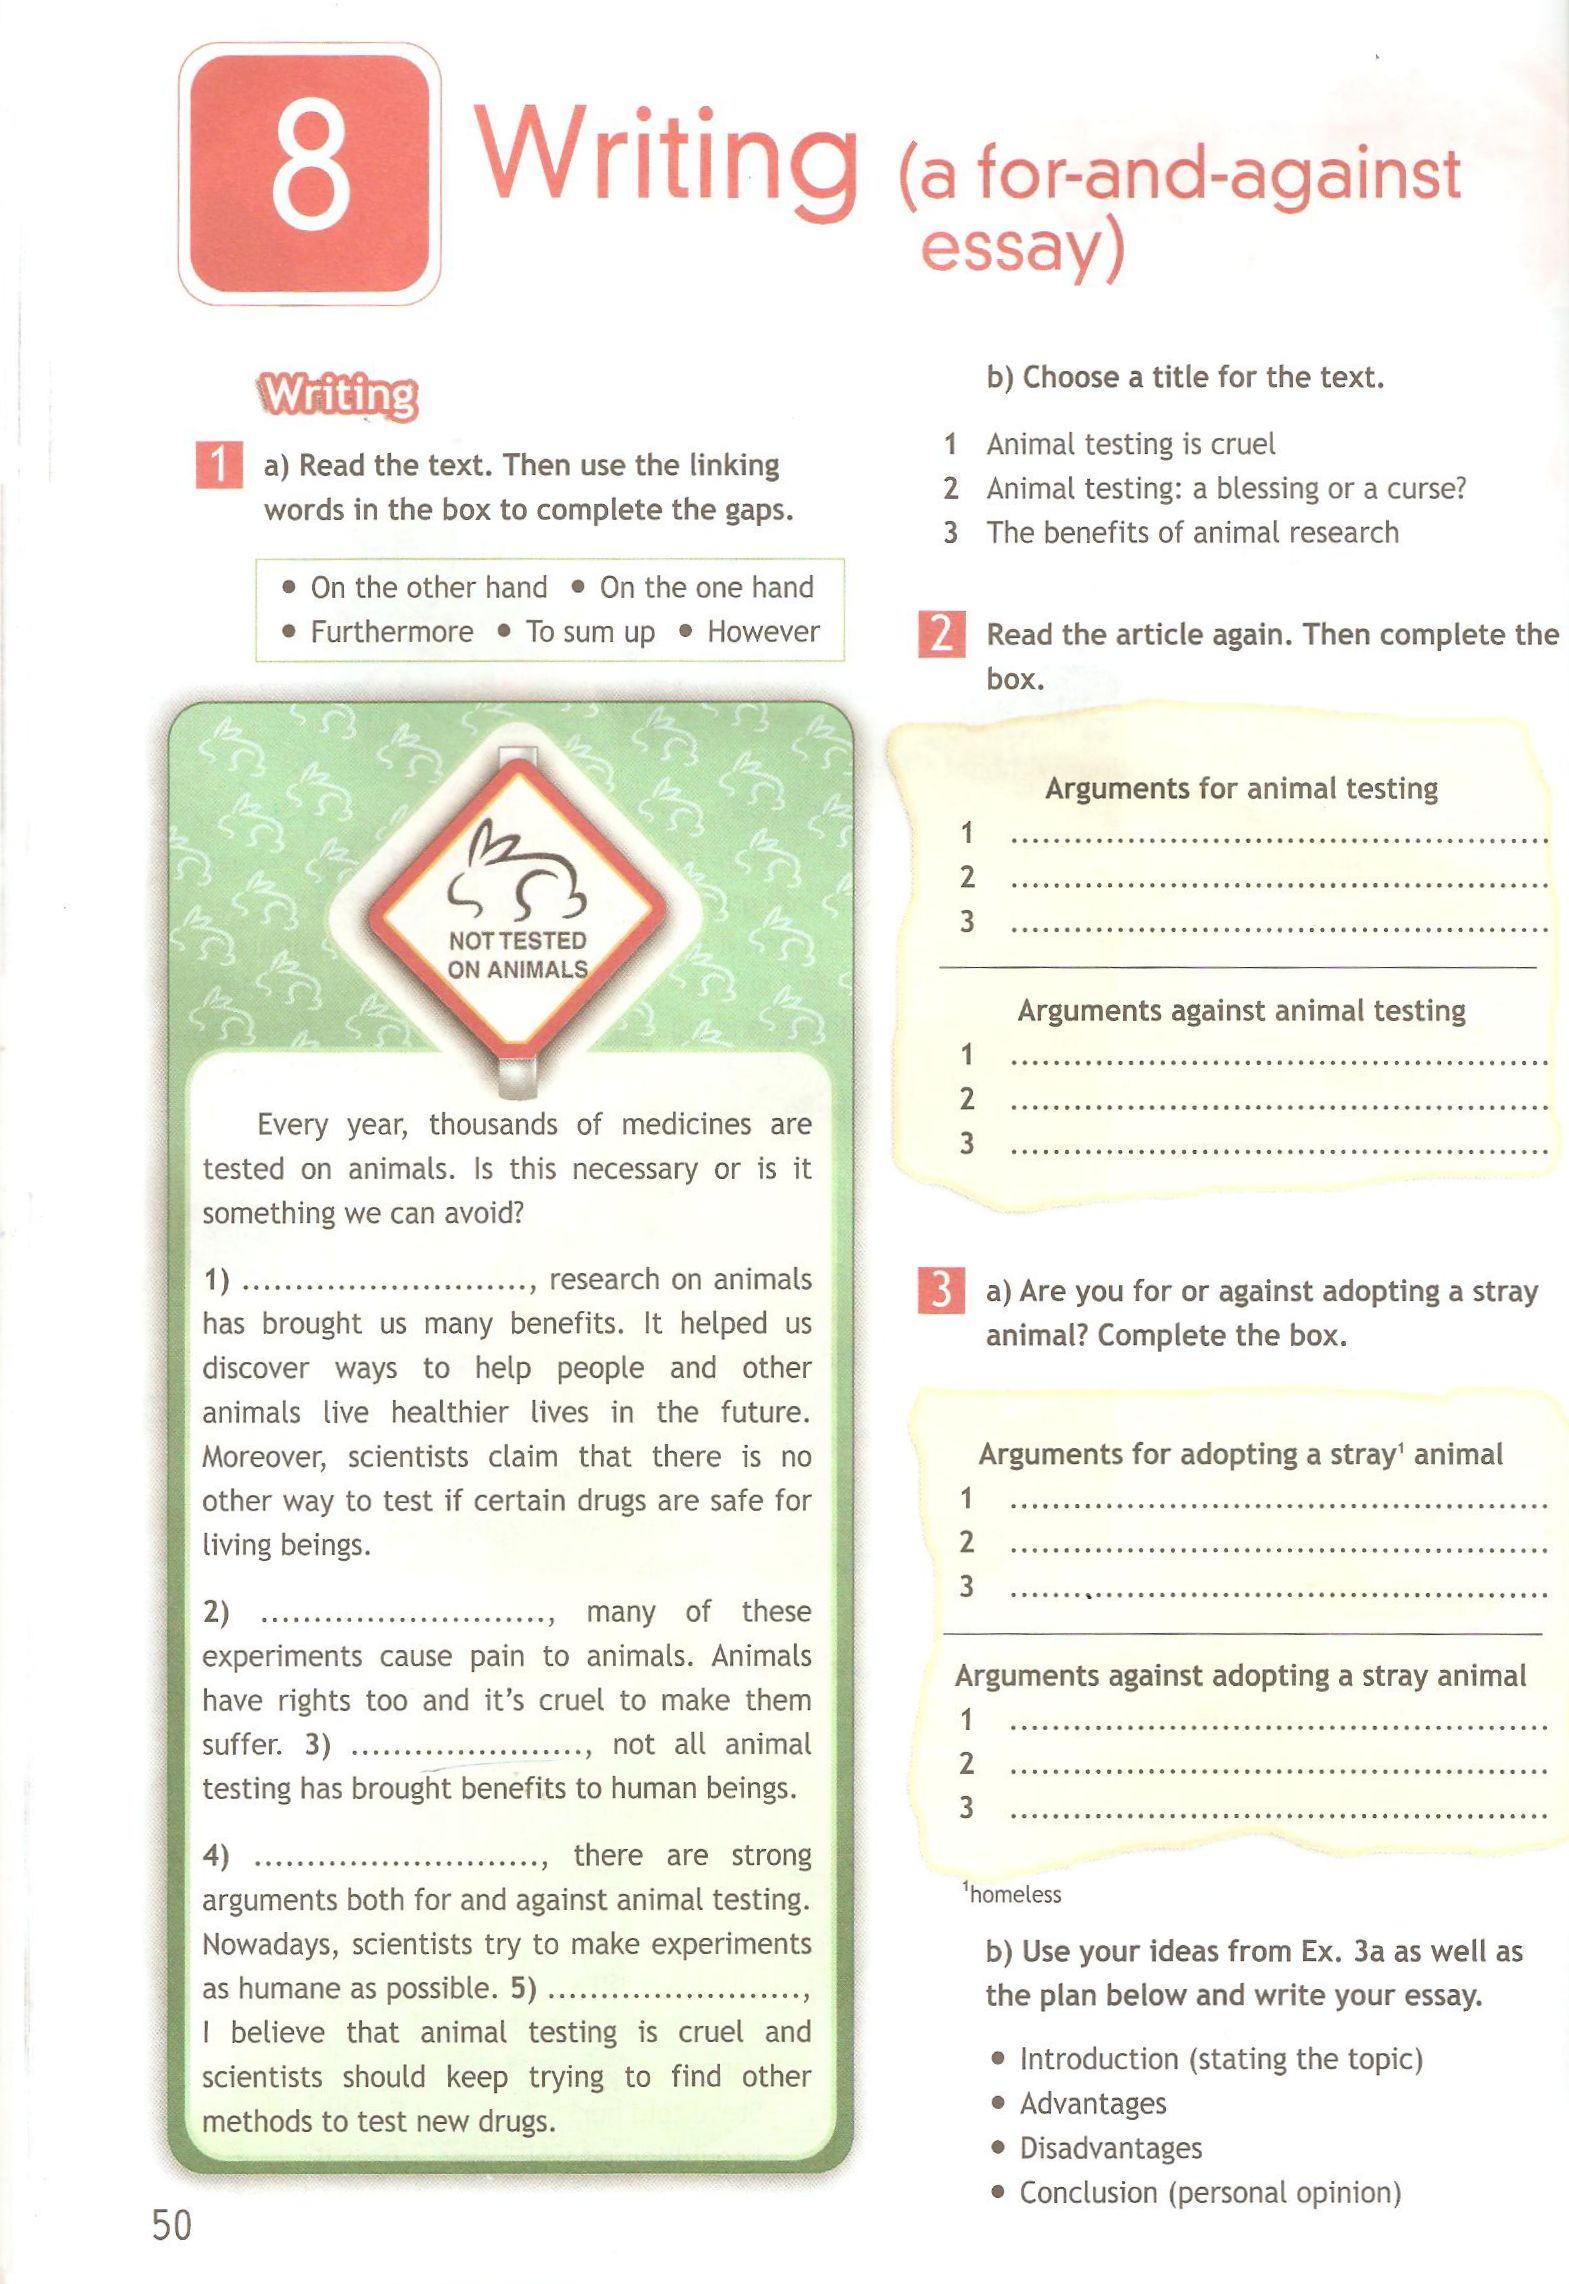 8
Writing (a for-and-against
essay)
Writing
1 a) Read the text. Then use the linking
words in the box to complete the gaps.
• On the other hand • On the one hand
• Furthermore • To sum up • However
NOT TESTED
ON ANIMALS
Every year, thousands of medicines are
tested on animals. Is this necessary or is it
something we can avoid?
1) ..........................., research on animals
has brought us many benefits. It helped us
discover ways to help people and other
animals live healthier lives in the future.
Moreover, scientists claim that there is no
other way to test if certain drugs are safe for
living beings.
2) ..........................., many of these
experiments cause pain to animals. Animals
have rights too and it's cruel to make them
suffer. 3) ......................, not all animal
testing has brought benefits to human beings.
4) ..........................., there are strong
arguments both for and against animal testing.
Nowadays, scientists try to make experiments
as humane as possible. 5) ........................,
I believe that animal testing is cruel and
scientists should keep trying to find other
methods to test new drugs.
50
b) Choose a title for the text.
1 Animal testing is cruel
2 Animal testing: a blessing or a curse?
3 The benefits of animal research
2 Read the article again. Then complete the
box.
Arguments for animal testing
1 ...................................................
2 ...................................................
3 ...................................................
Arguments against animal testing
1 ...................................................
2 ...................................................
3 ...................................................
3 a) Are you for or against adopting a stray
animal? Complete the box.
Arguments for adopting a stray¹ animal
1 ...................................................
2 ...................................................
3 ...................................................
Arguments against adopting a stray animal
1 ...................................................
2 ...................................................
3 ...................................................
¹homeless
b) Use your ideas from Ex. 3a as well as
the plan below and write your essay.
• Introduction (stating the topic)
• Advantages
• Disadvantages
• Conclusion (personal opinion)